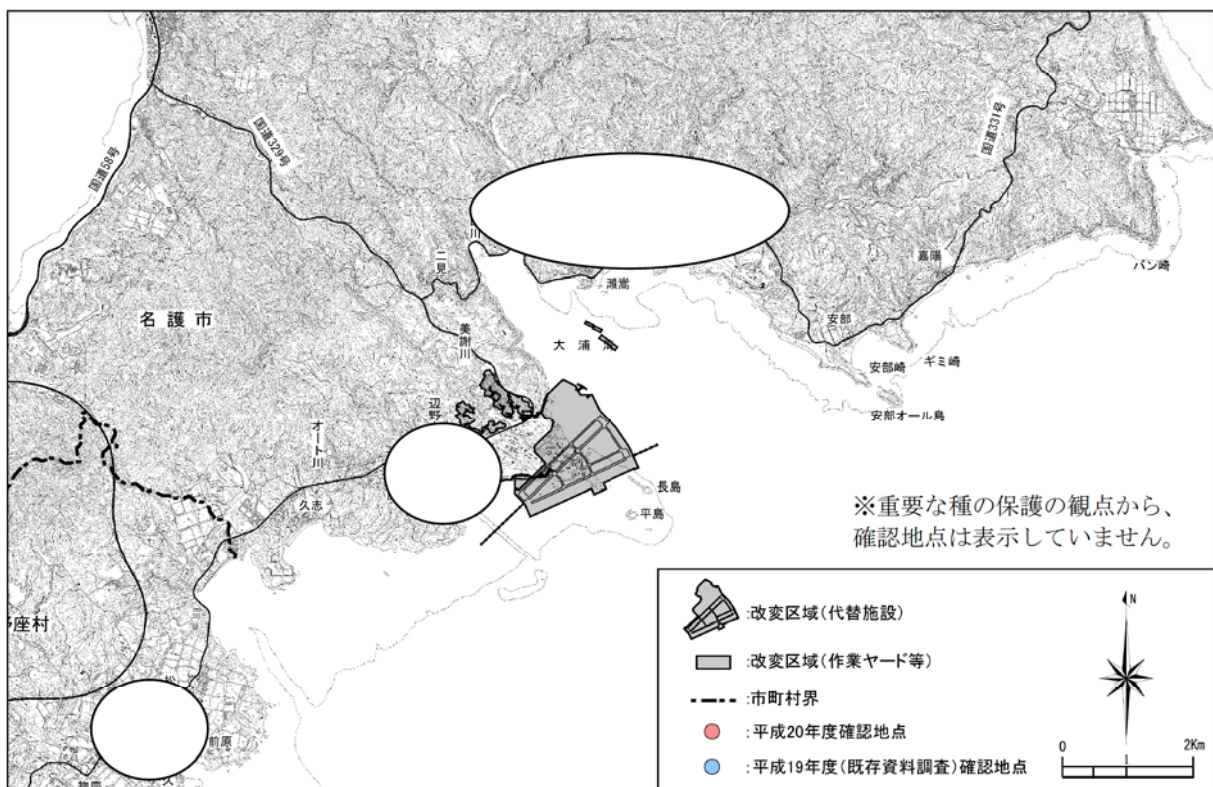 国道58号
国道329号
国道331号
川
二見
瀬嵩
嘉陽
バン崎
名護市
美謝川
大浦湾
安部
安部崎
ギミ崎
安部オール島
辺野
オート川
久志
長島
平島
※重要な種の保護の観点から、
確認地点は表示していません。
座村
松
前原
:改変区域(代替施設)
:改変区域(作業ヤード等)
:市町村界
:平成20年度確認地点
:平成19年度(既存資料調査)確認地点
N
0
2Km